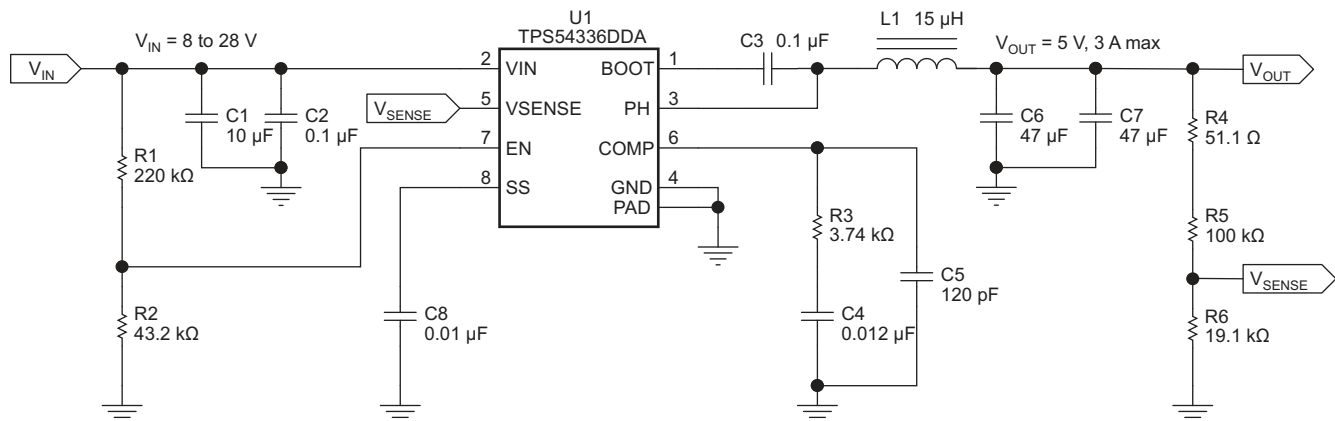 U1
TPS54336DDA
V_IN = 8 to 28 V
V_IN
C1
10 µF
C2
0.1 µF
R1
220 kΩ
R2
43.2 kΩ
V_SENSE
2 VIN
5 VSENSE
7 EN
8 SS
BOOT 1
PH 3
COMP 6
GND 4
PAD
C8
0.01 µF
C3 0.1 µF
L1 15 µH
V_OUT = 5 V, 3 A max
V_OUT
R3
3.74 kΩ
C4
0.012 µF
C5
120 pF
C6
47 µF
C7
47 µF
R4
51.1 Ω
R5
100 kΩ
V_SENSE
R6
19.1 kΩ